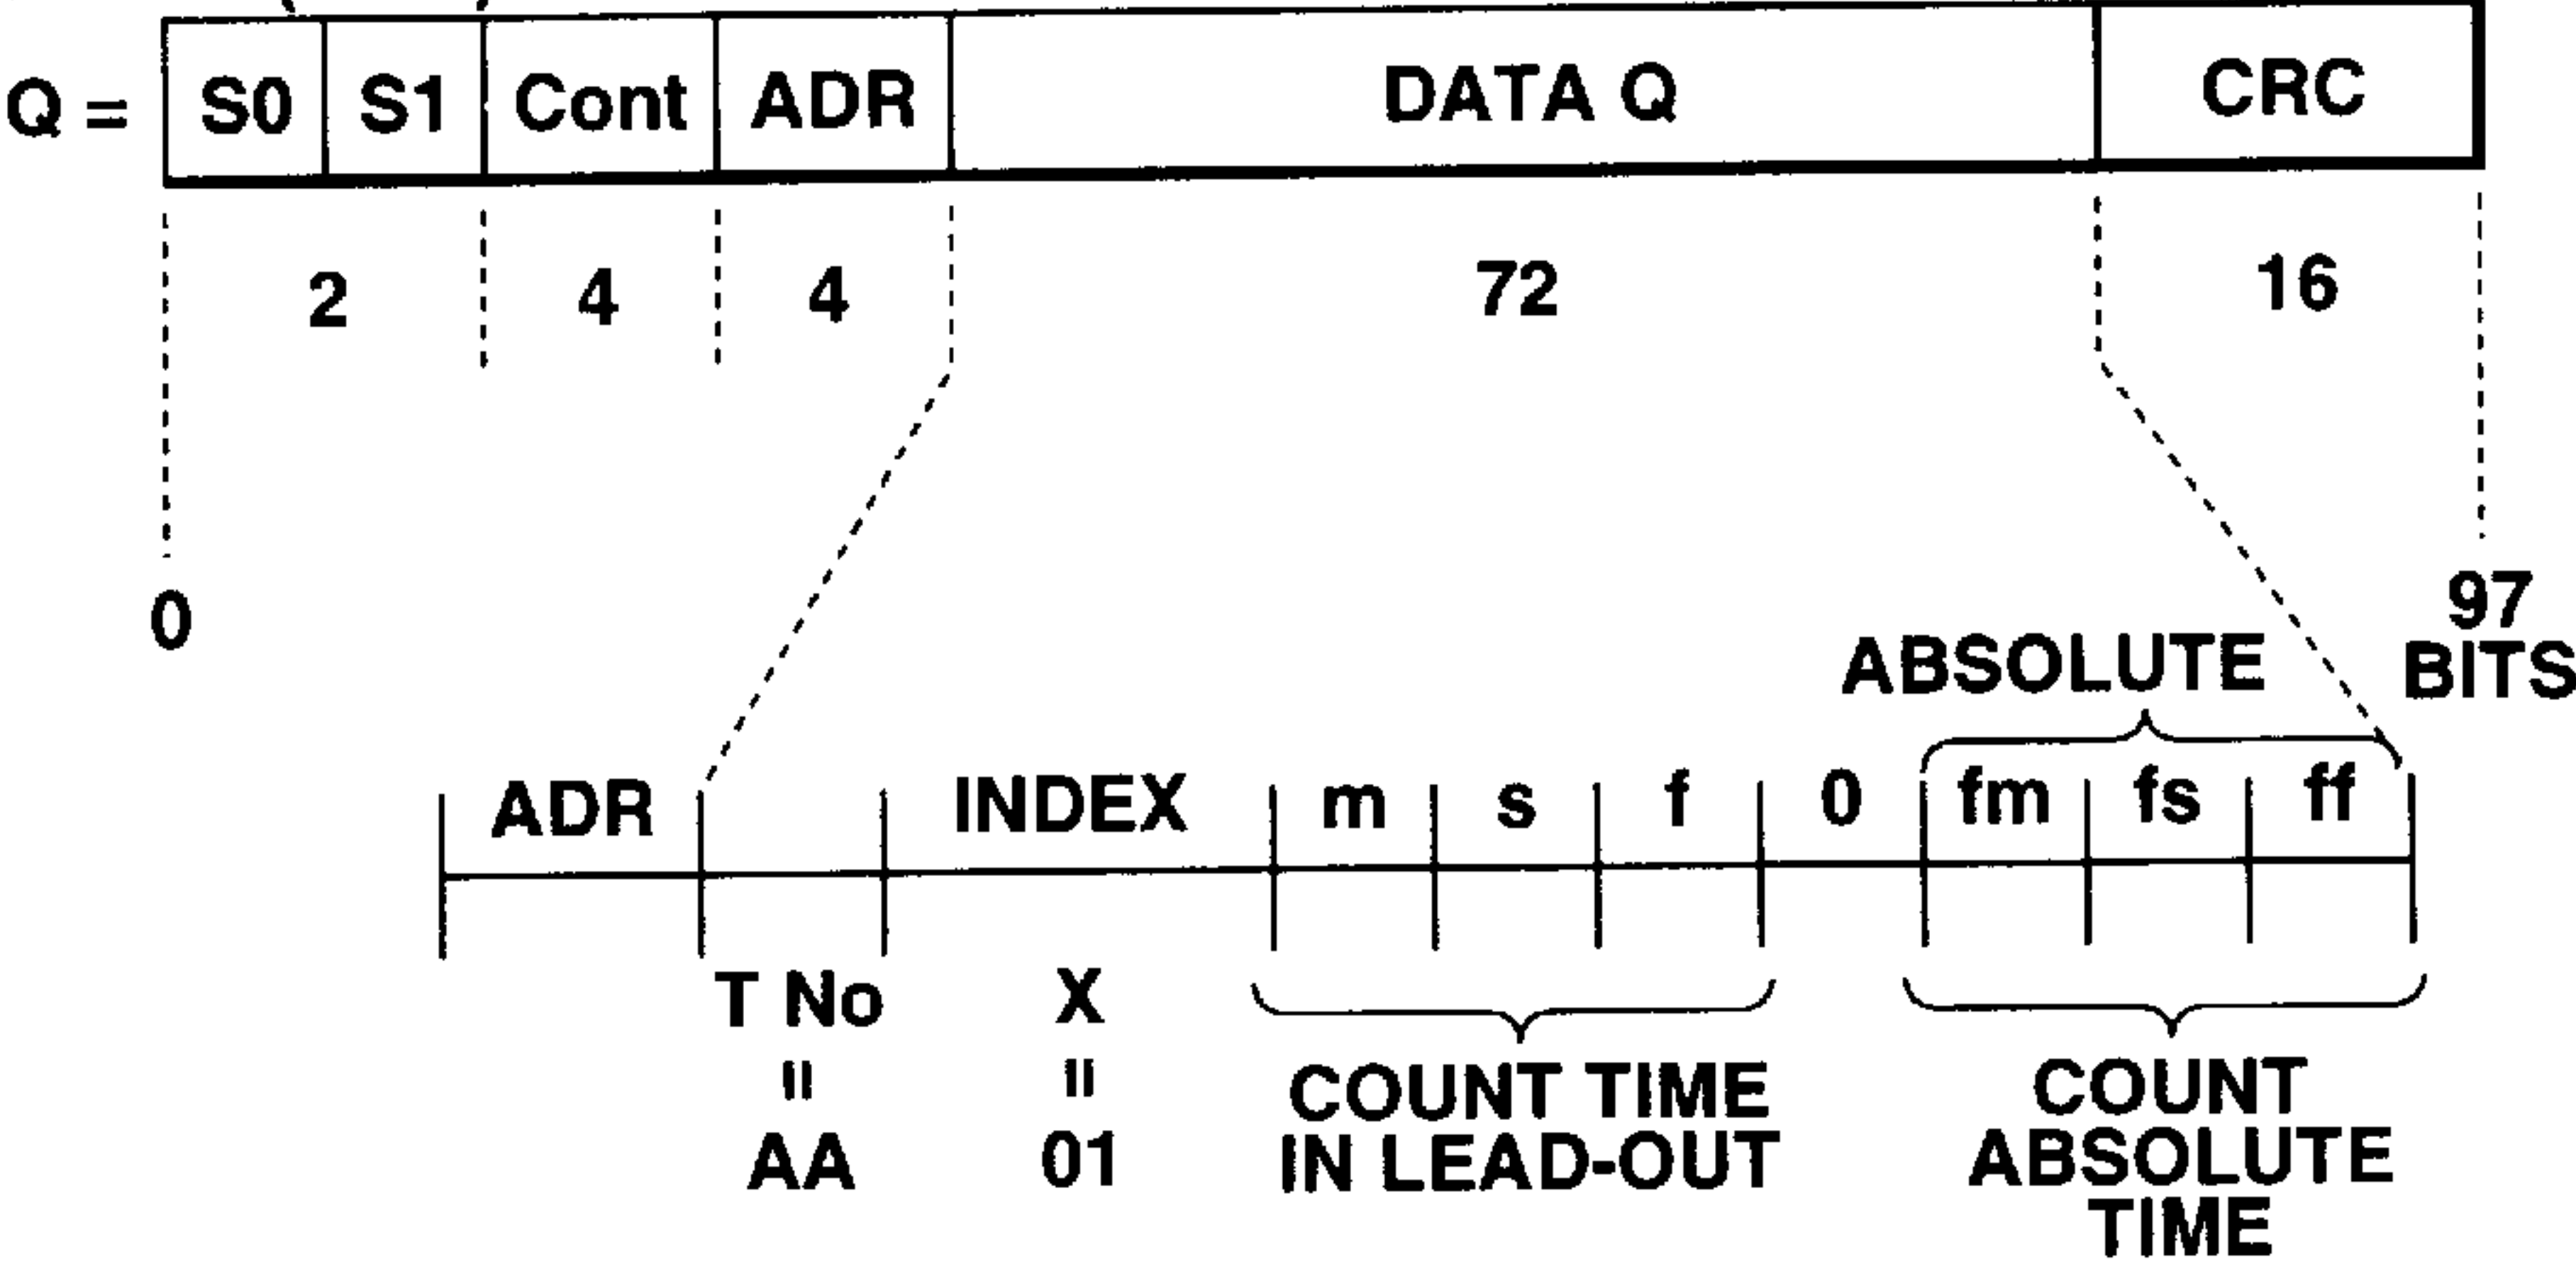 Q = S0 S1 Cont ADR DATA Q CRC
2 4 4 72 16
0 97
BITS
ABSOLUTE
ADR INDEX m s f 0 fm fs ff
T No X
= =
AA 01
COUNT TIME
IN LEAD-OUT
COUNT
ABSOLUTE
TIME